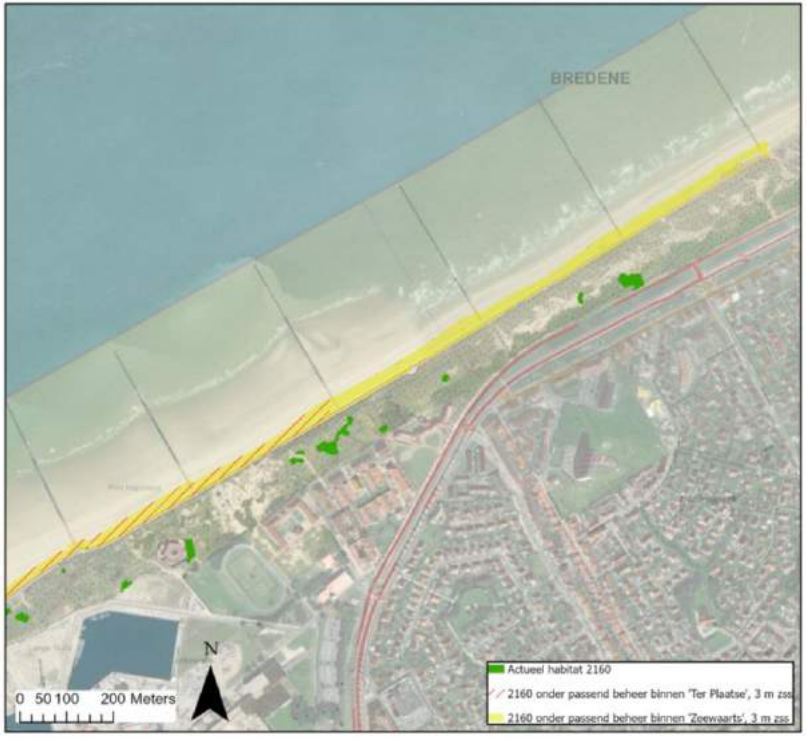 BREDENE
N
0 50 100 200 Meters
Actueel habitat 2160
2160 onder passend beheer binnen 'Ter Plaatse', 3 m zss
2160 onder passend beheer binnen 'Zeewaarts', 3 m zss